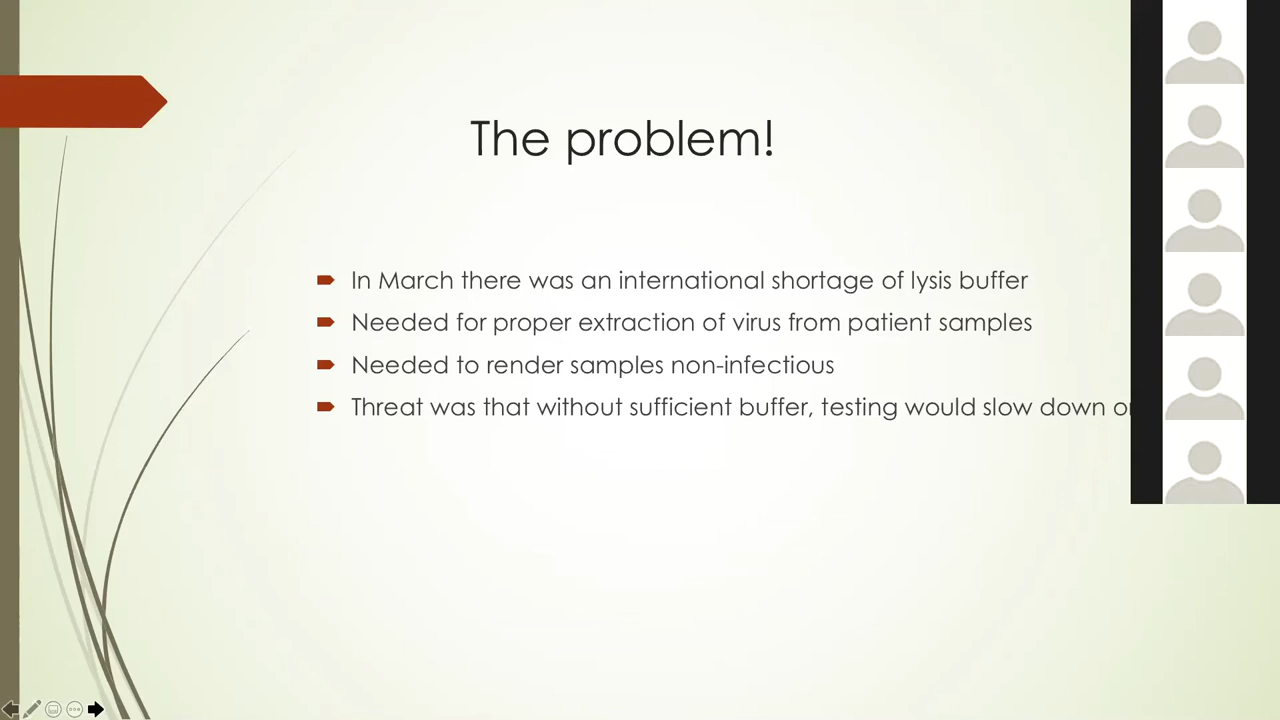 The problem!
In March there was an international shortage of lysis buffer
Needed for proper extraction of virus from patient samples
Needed to render samples non-infectious
Threat was that without sufficient buffer, testing would slow down